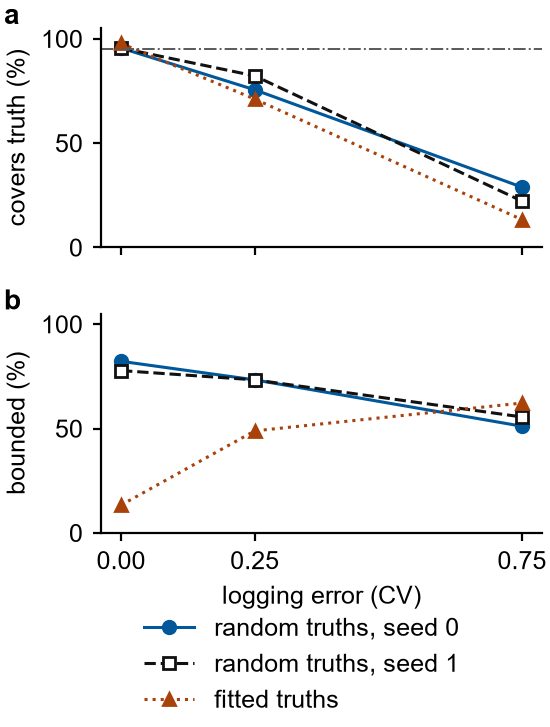 a
covers truth (%)
100
50
0
b
bounded (%)
100
50
0
0.00 0.25 0.75
logging error (CV)
random truths, seed 0
random truths, seed 1
fitted truths